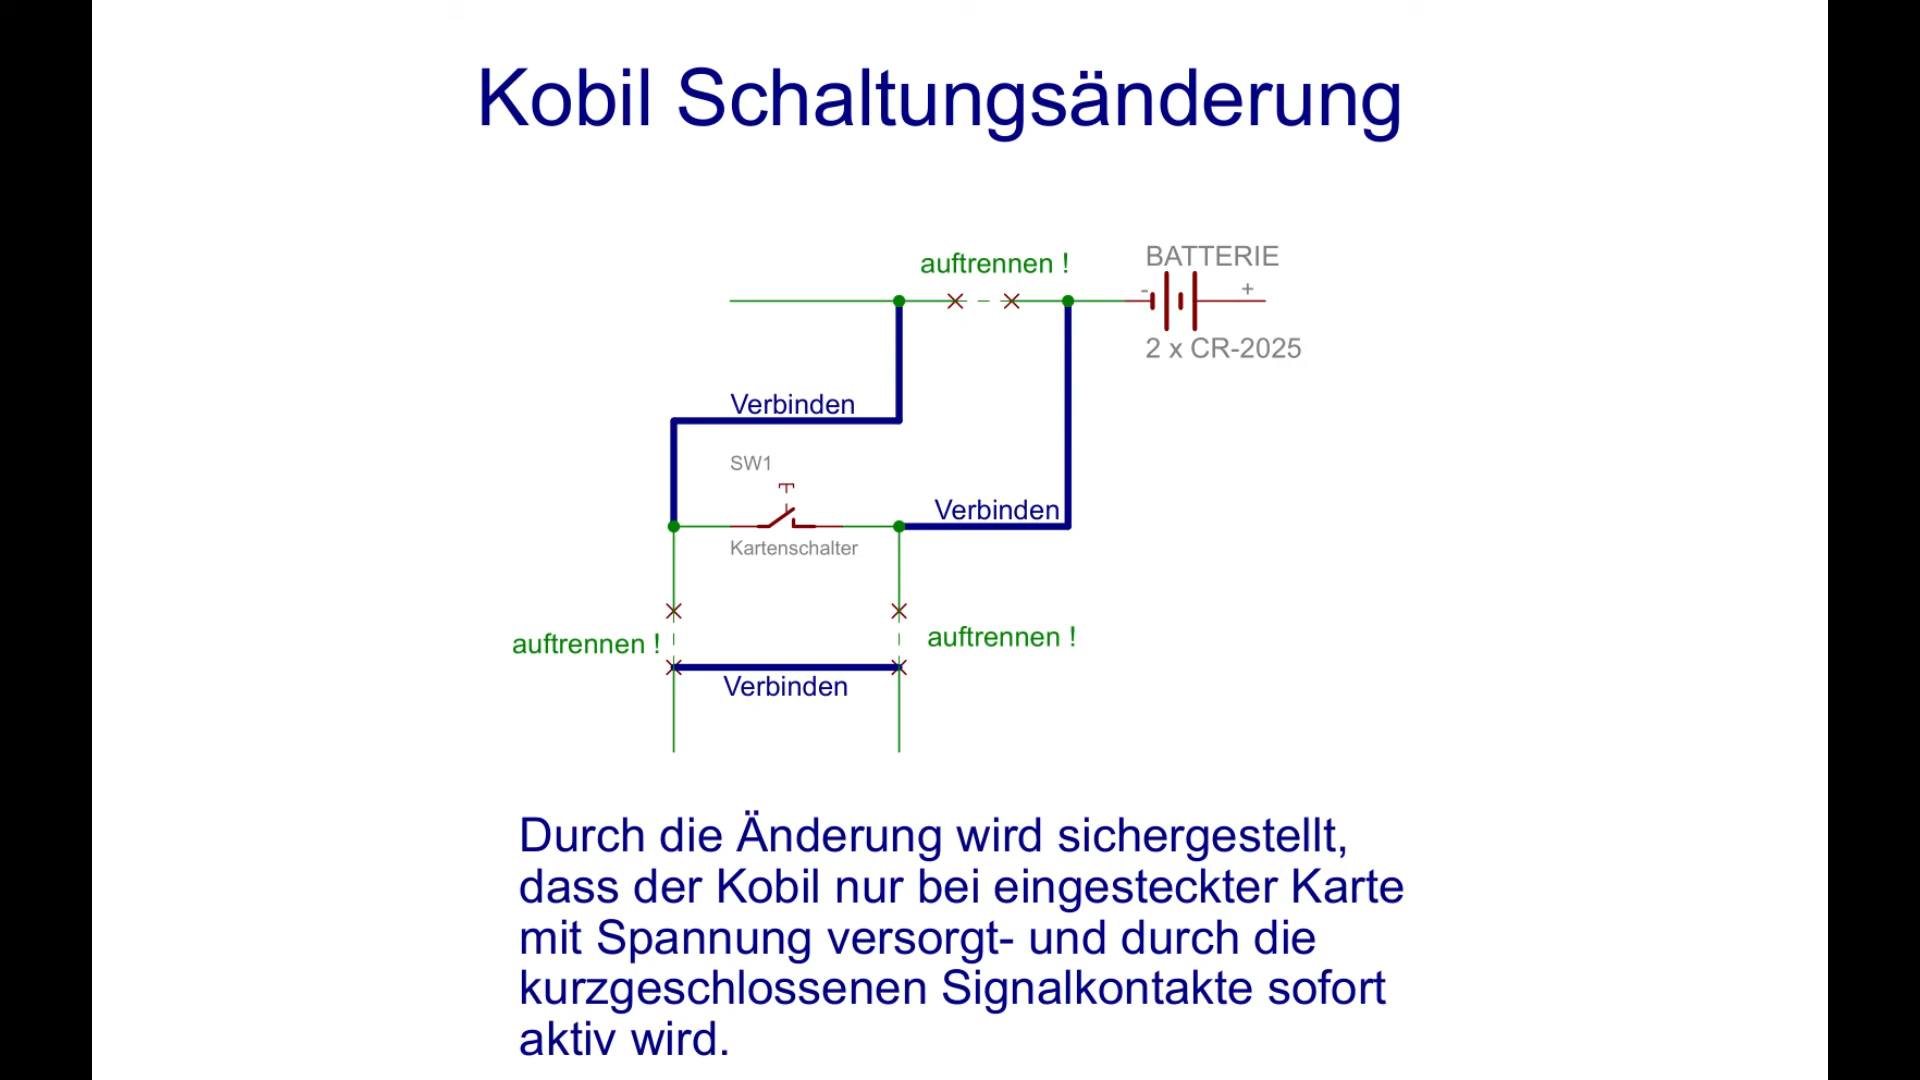 Kobil Schaltungsänderung
auftrennen !
BATTERIE
- +
2 x CR-2025
Verbinden
SW1
Verbinden
Kartenschalter
auftrennen !
auftrennen !
Verbinden
Durch die Änderung wird sichergestellt,
dass der Kobil nur bei eingesteckter Karte
mit Spannung versorgt- und durch die
kurzgeschlossenen Signalkontakte sofort
aktiv wird.